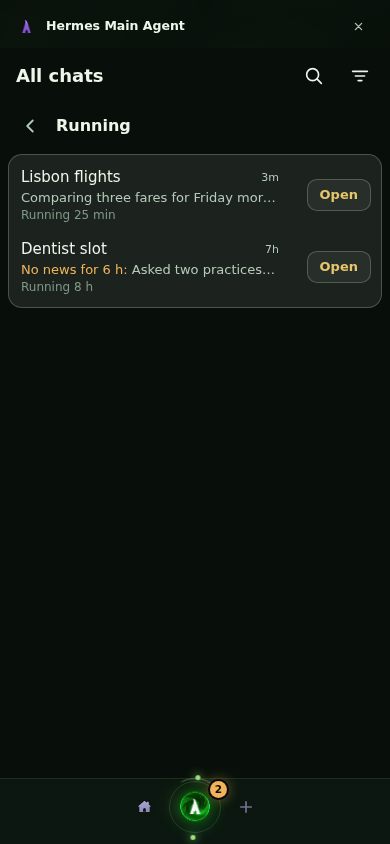 Hermes Main Agent
All chats
Running
Lisbon flights 3m
Comparing three fares for Friday mor...
Running 25 min
Open
Dentist slot 7h
No news for 6 h: Asked two practices...
Running 8 h
Open
2